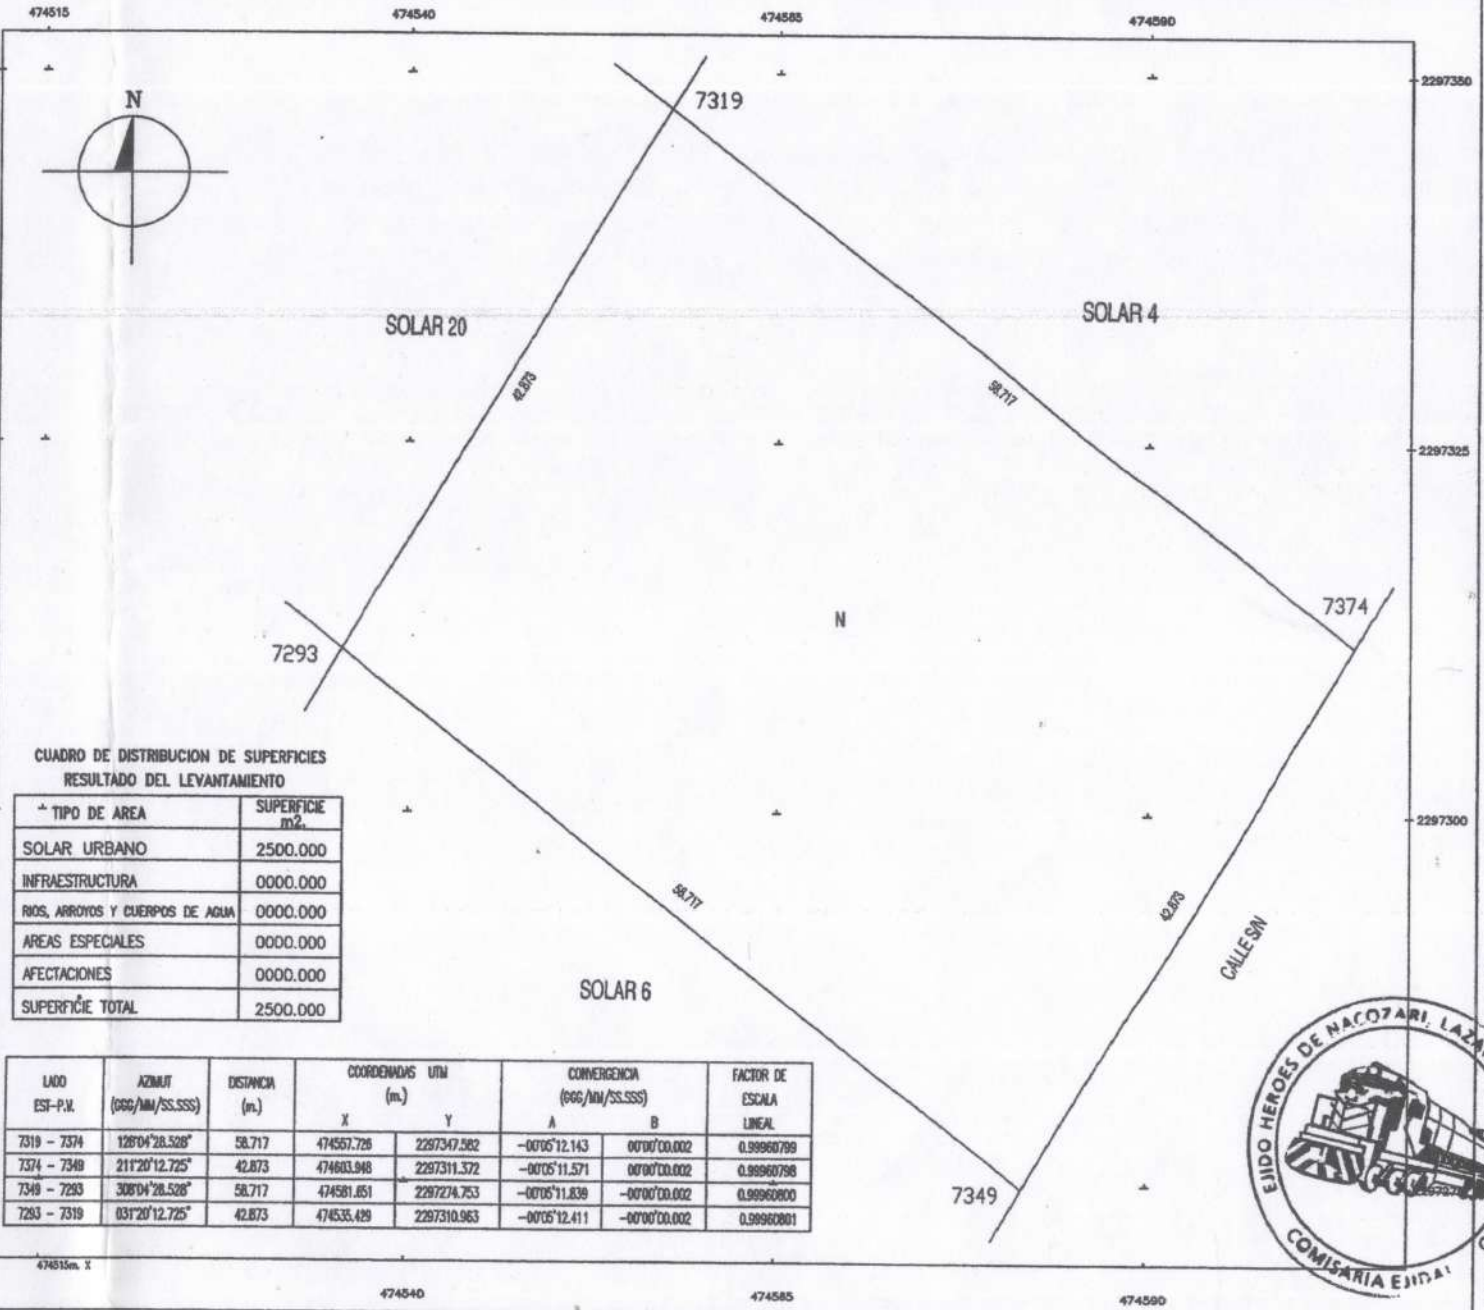 474515 474540 474565 474590
2297350
N
7319
SOLAR 20
SOLAR 4
42.873
58.717
2297325
N
7374
7293
CUADRO DE DISTRIBUCION DE SUPERFICIES
RESULTADO DEL LEVANTAMIENTO
TIPO DE AREA SUPERFICIE m2.
SOLAR URBANO 2500.000
INFRAESTRUCTURA 0000.000
RIOS, ARROYOS Y CUERPOS DE AGUA 0000.000
AREAS ESPECIALES 0000.000
AFECTACIONES 0000.000
SUPERFICIE TOTAL 2500.000
2297300
58.717
42.873
CALLE S/N
SOLAR 6
7349
LADO EST-P.V. AZIMUT (GGG/MM/SS.SSS) DISTANCIA (m.) COORDENADAS UTM (m.) X Y CONVERGENCIA (GGG/MM/SS.SSS) A B FACTOR DE ESCALA LINEAL
7319 - 7374 128°04'28.528" 58.717 474557.726 2297347.582 -00°05'12.143 00°00'00.002 0.99960799
7374 - 7349 211°20'12.725" 42.873 474603.948 2297311.372 -00°05'11.571 00°00'00.002 0.99960798
7349 - 7293 308°04'28.528" 58.717 474581.651 2297274.753 -00°05'11.839 -00°00'00.002 0.99960800
7293 - 7319 031°20'12.725" 42.873 474535.429 2297310.963 -00°05'12.411 -00°00'00.002 0.99960801
EJIDO HEROES DE NACOZARI, LAZA
COMISARIA EJIDAL
474515m. X
474540 474565 474590